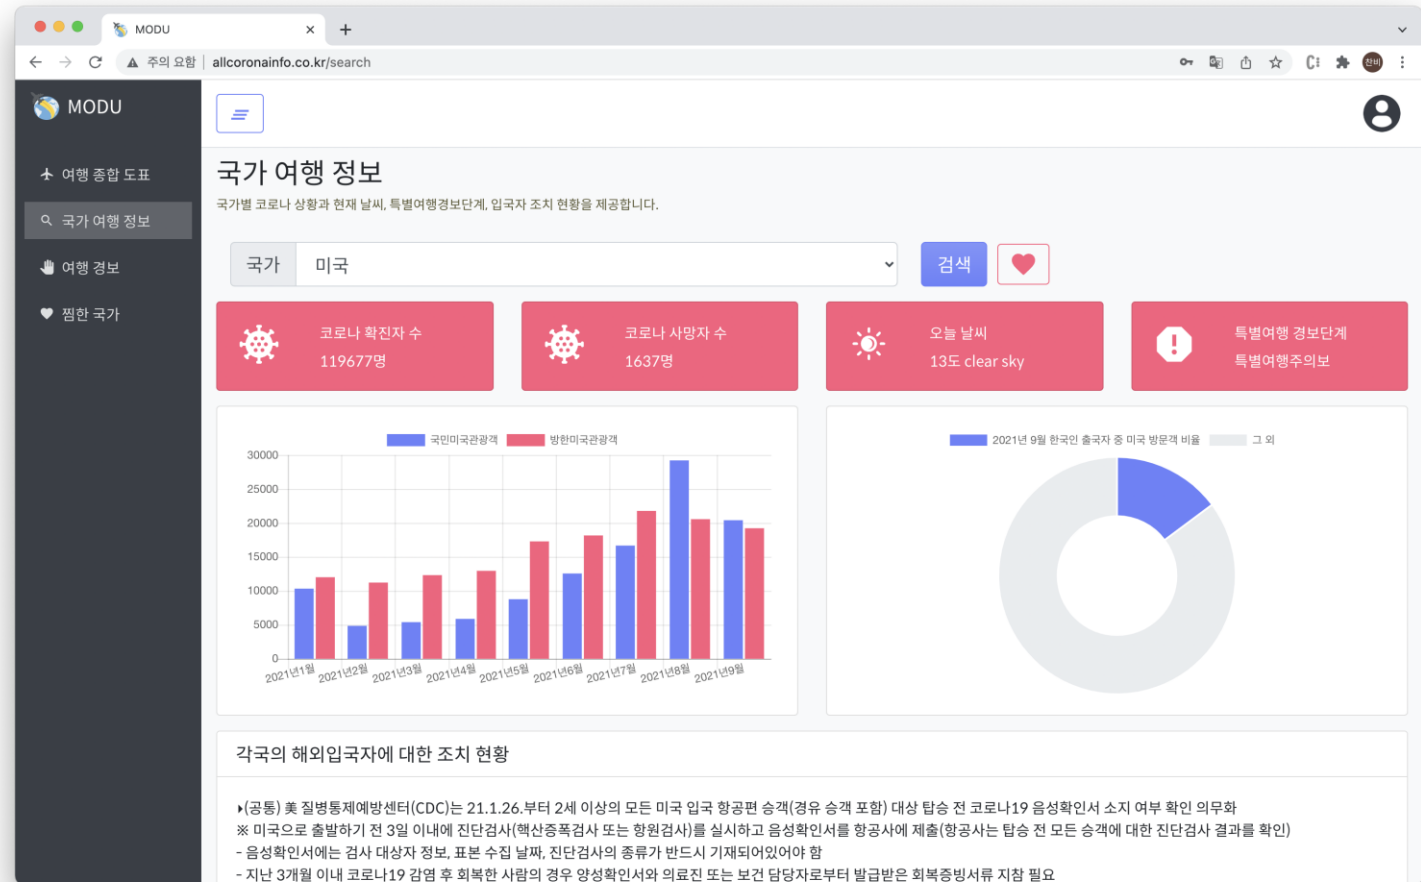 MODU
주의 요함 | allcoronainfo.co.kr/search
찬비
MODU
여행 종합 도표
국가 여행 정보
여행 경보
찜한 국가
국가 여행 정보
국가별 코로나 상황과 현재 날씨, 특별여행경보단계, 입국자 조치 현황을 제공합니다.
국가 미국 검색
코로나 확진자 수
119677명
코로나 사망자 수
1637명
오늘 날씨
13도 clear sky
특별여행 경보단계
특별여행주의보
국민미국관광객 방한미국관광객
30000
25000
20000
15000
10000
5000
0
2021년1월 2021년2월 2021년3월 2021년4월 2021년5월 2021년6월 2021년7월 2021년8월 2021년9월
2021년 9월 한국인 출국자 중 미국 방문객 비율 그 외
각국의 해외입국자에 대한 조치 현황
▸(공통) 美 질병통제예방센터(CDC)는 21.1.26.부터 2세 이상의 모든 미국 입국 항공편 승객(경유 승객 포함) 대상 탑승 전 코로나19 음성확인서 소지 여부 확인 의무화
※ 미국으로 출발하기 전 3일 이내에 진단검사(핵산증폭검사 또는 항원검사)를 실시하고 음성확인서를 항공사에 제출(항공사는 탑승 전 모든 승객에 대한 진단검사 결과를 확인)
- 음성확인서에는 검사 대상자 정보, 표본 수집 날짜, 진단검사의 종류가 반드시 기재되어있어야 함
- 지난 3개월 이내 코로나19 감염 후 회복한 사람의 경우 양성확인서와 의료진 또는 보건 담당자로부터 발급받은 회복증빙서류 지참 필요